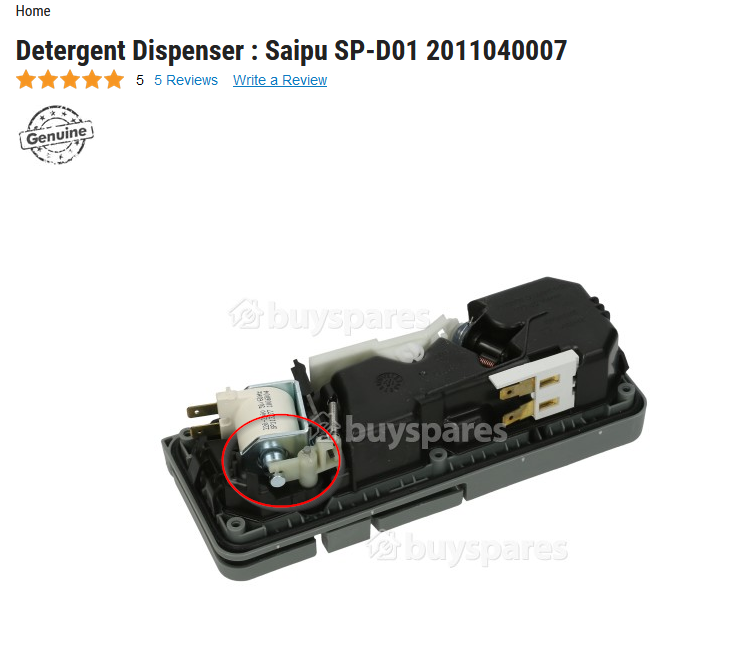 Home
Detergent Dispenser : Saipu SP-D01 2011040007
5 5 Reviews Write a Review
Genuine
buyspares
buyspares
buyspares